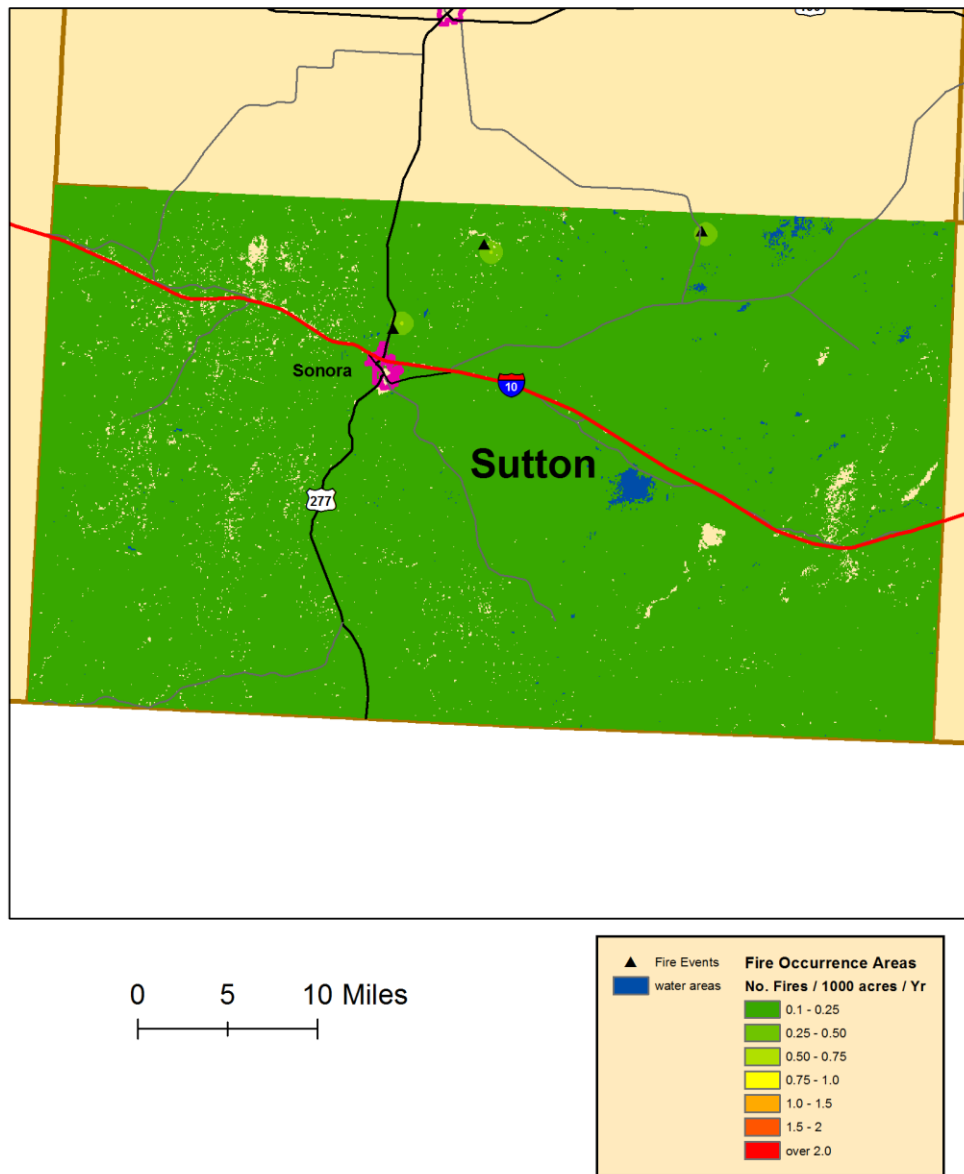 Sonora
10
Sutton
277
0 5 10 Miles
Fire Events
water areas
Fire Occurrence Areas
No. Fires / 1000 acres / Yr
0.1 - 0.25
0.25 - 0.50
0.50 - 0.75
0.75 - 1.0
1.0 - 1.5
1.5 - 2
over 2.0